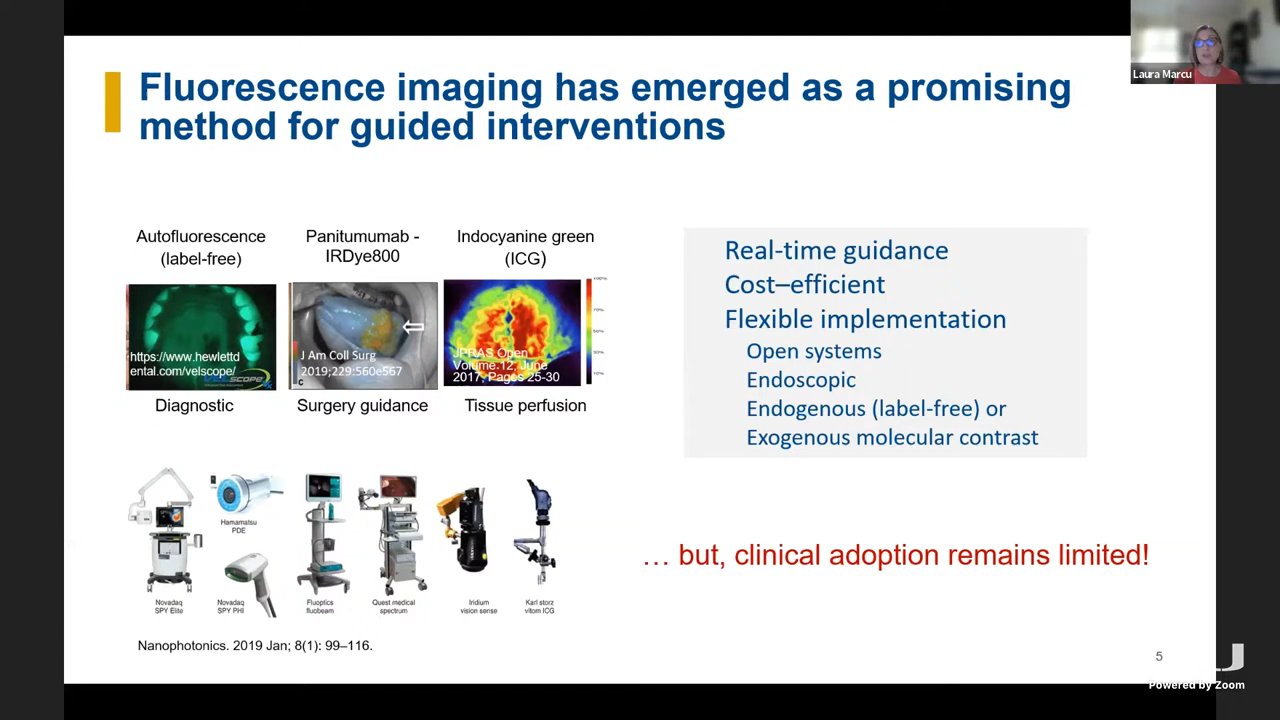 Laura Marcu
Fluorescence imaging has emerged as a promising
method for guided interventions
Autofluorescence
(label-free)
Panitumumab -
IRDye800
Indocyanine green
(ICG)
https://www.hewlettd
ental.com/velscope/
VELSCOPE
J Am Coll Surg
2019;229:560e567
c
JPRAS Open
Volume 12, June
2017, Pages 25-30
Diagnostic
Surgery guidance
Tissue perfusion
Real-time guidance
Cost–efficient
Flexible implementation
Open systems
Endoscopic
Endogenous (label-free) or
Exogenous molecular contrast
Hamamatsu
PDE
Novadaq
SPY Elite
Novadaq
SPY PHI
Fluoptics
fluobeam
Quest medical
spectrum
Iridium
vision sense
Karl storz
vitom ICG
… but, clinical adoption remains limited!
Nanophotonics. 2019 Jan; 8(1): 99–116.
5
Powered by Zoom